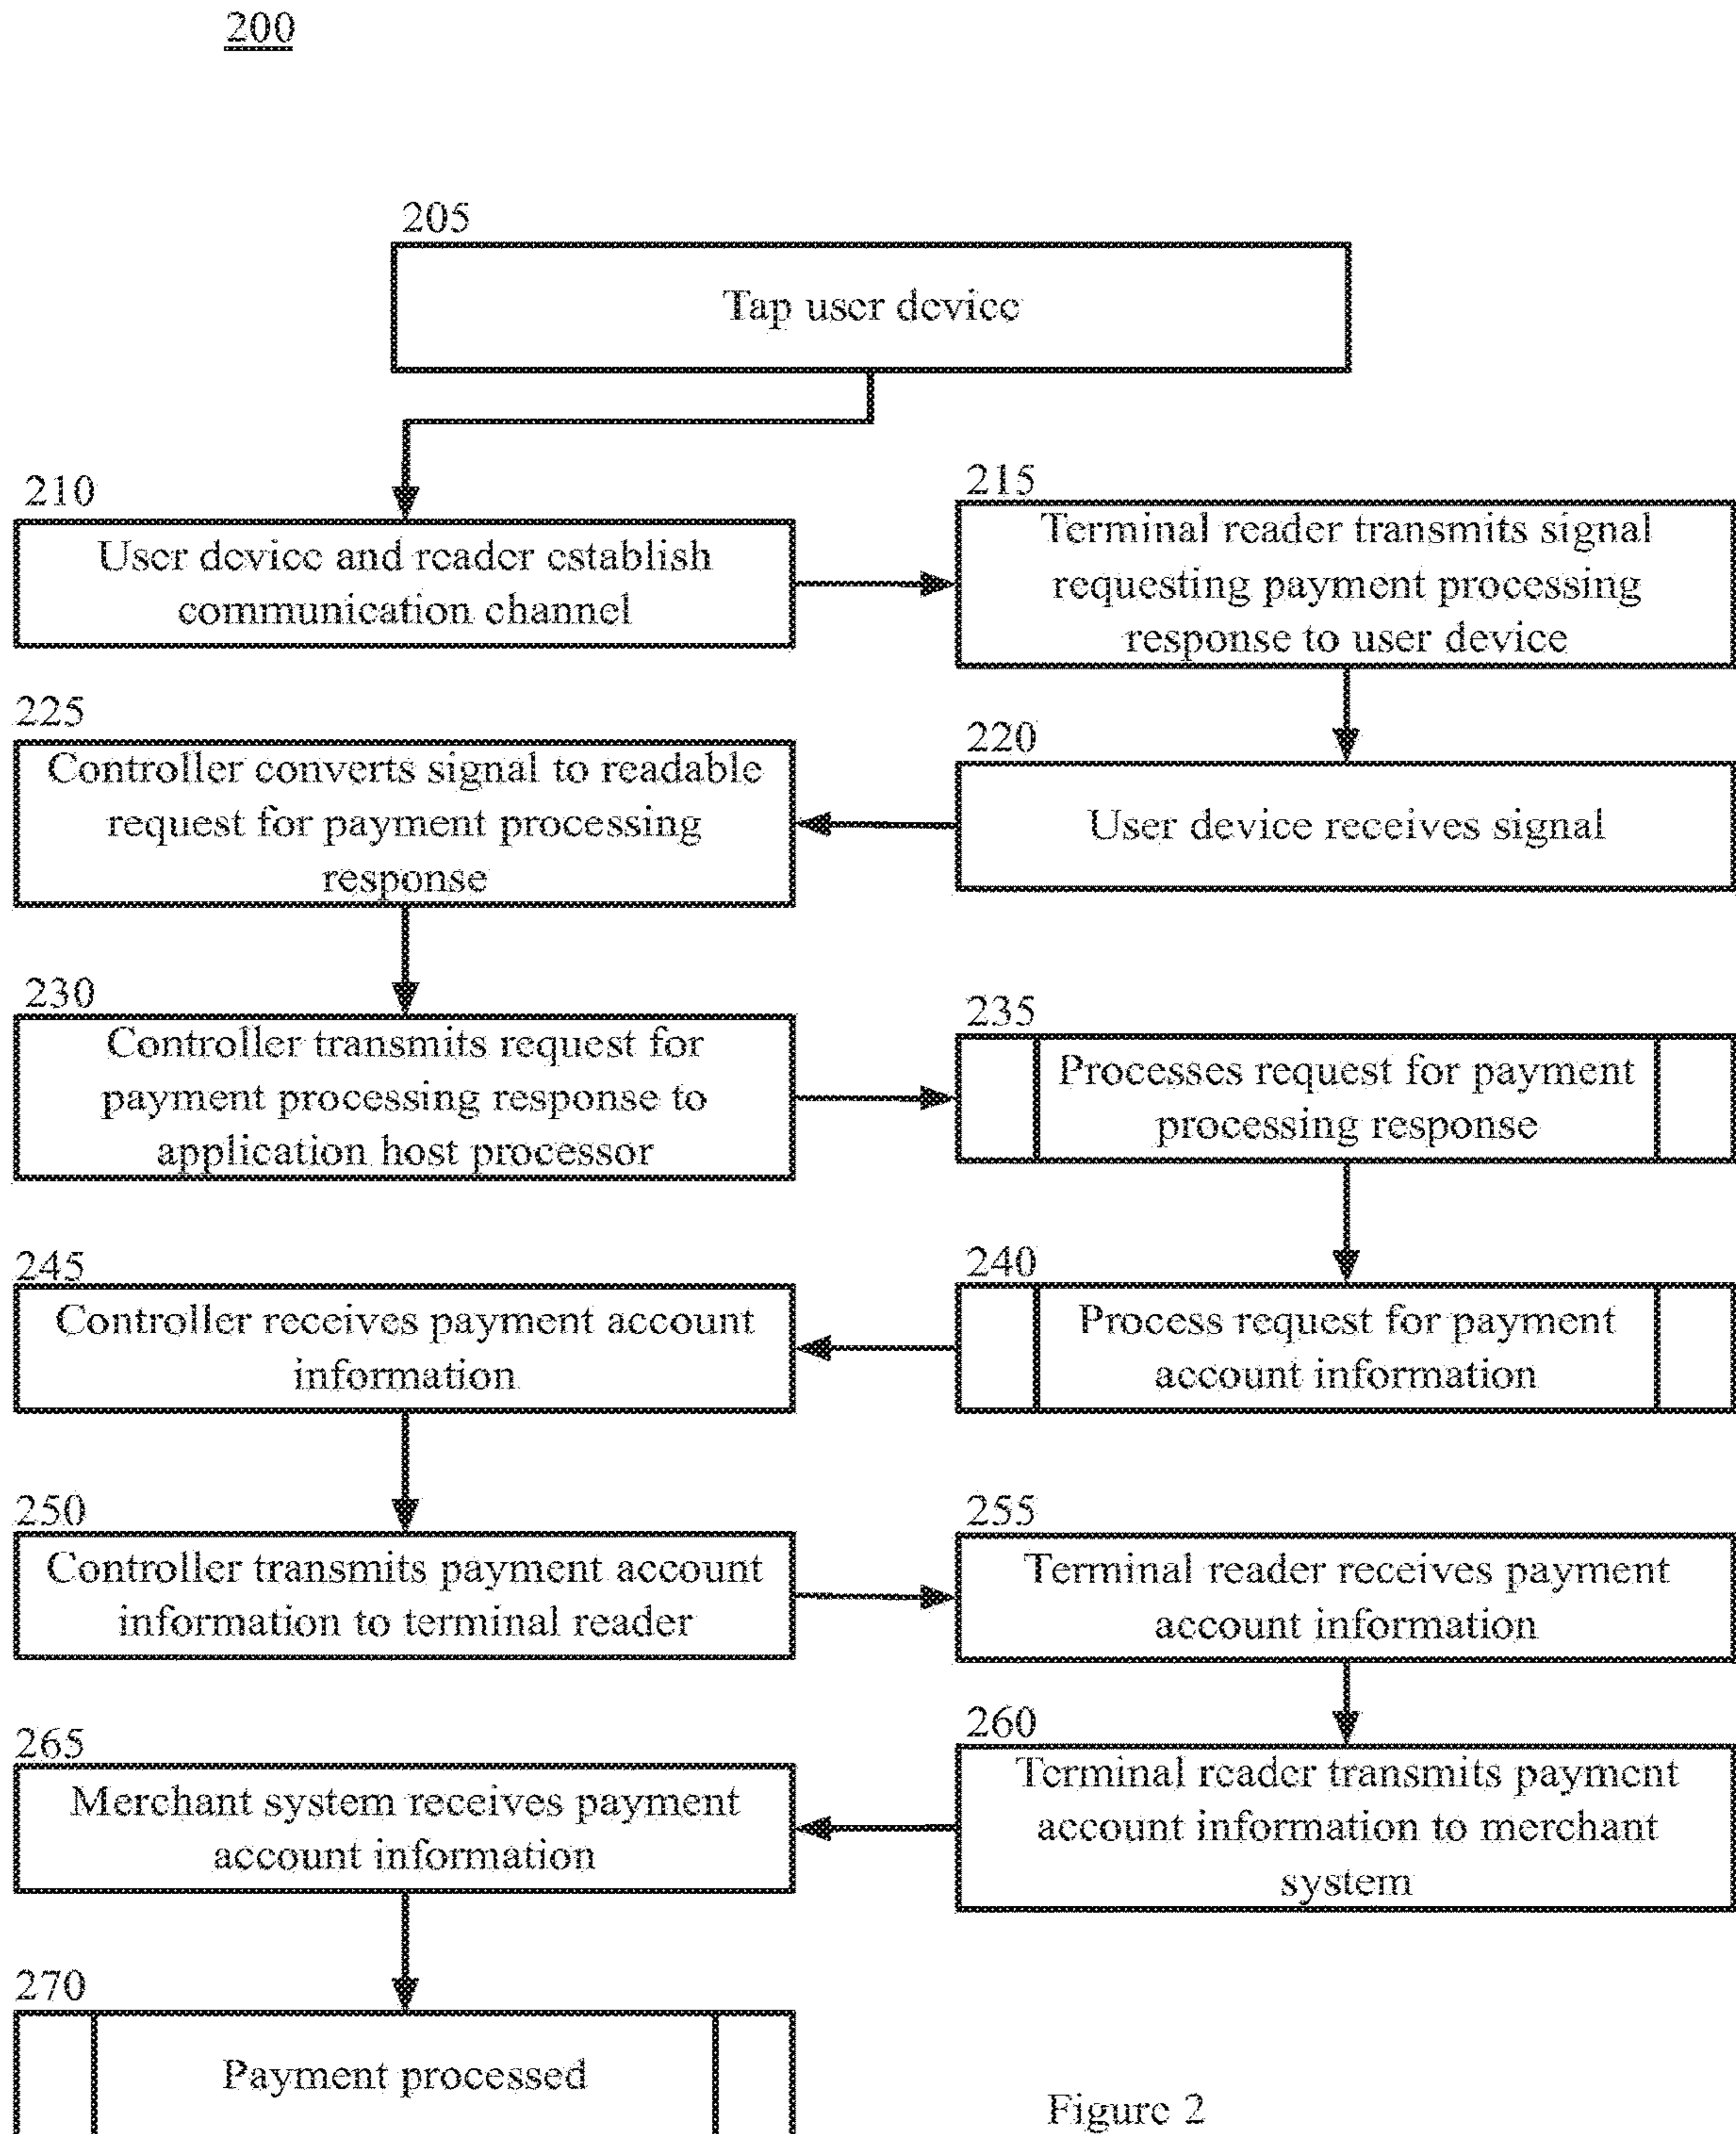 200
205
Tap user device
210
User device and reader establish
communication channel
215
Terminal reader transmits signal
requesting payment processing
response to user device
225
Controller converts signal to readable
request for payment processing
response
220
User device receives signal
230
Controller transmits request for
payment processing response to
application host processor
235
Processes request for payment
processing response
245
Controller receives payment account
information
240
Process request for payment
account information
250
Controller transmits payment account
information to terminal reader
255
Terminal reader receives payment
account information
265
Merchant system receives payment
account information
260
Terminal reader transmits payment
account information to merchant
system
270
Payment processed
Figure 2